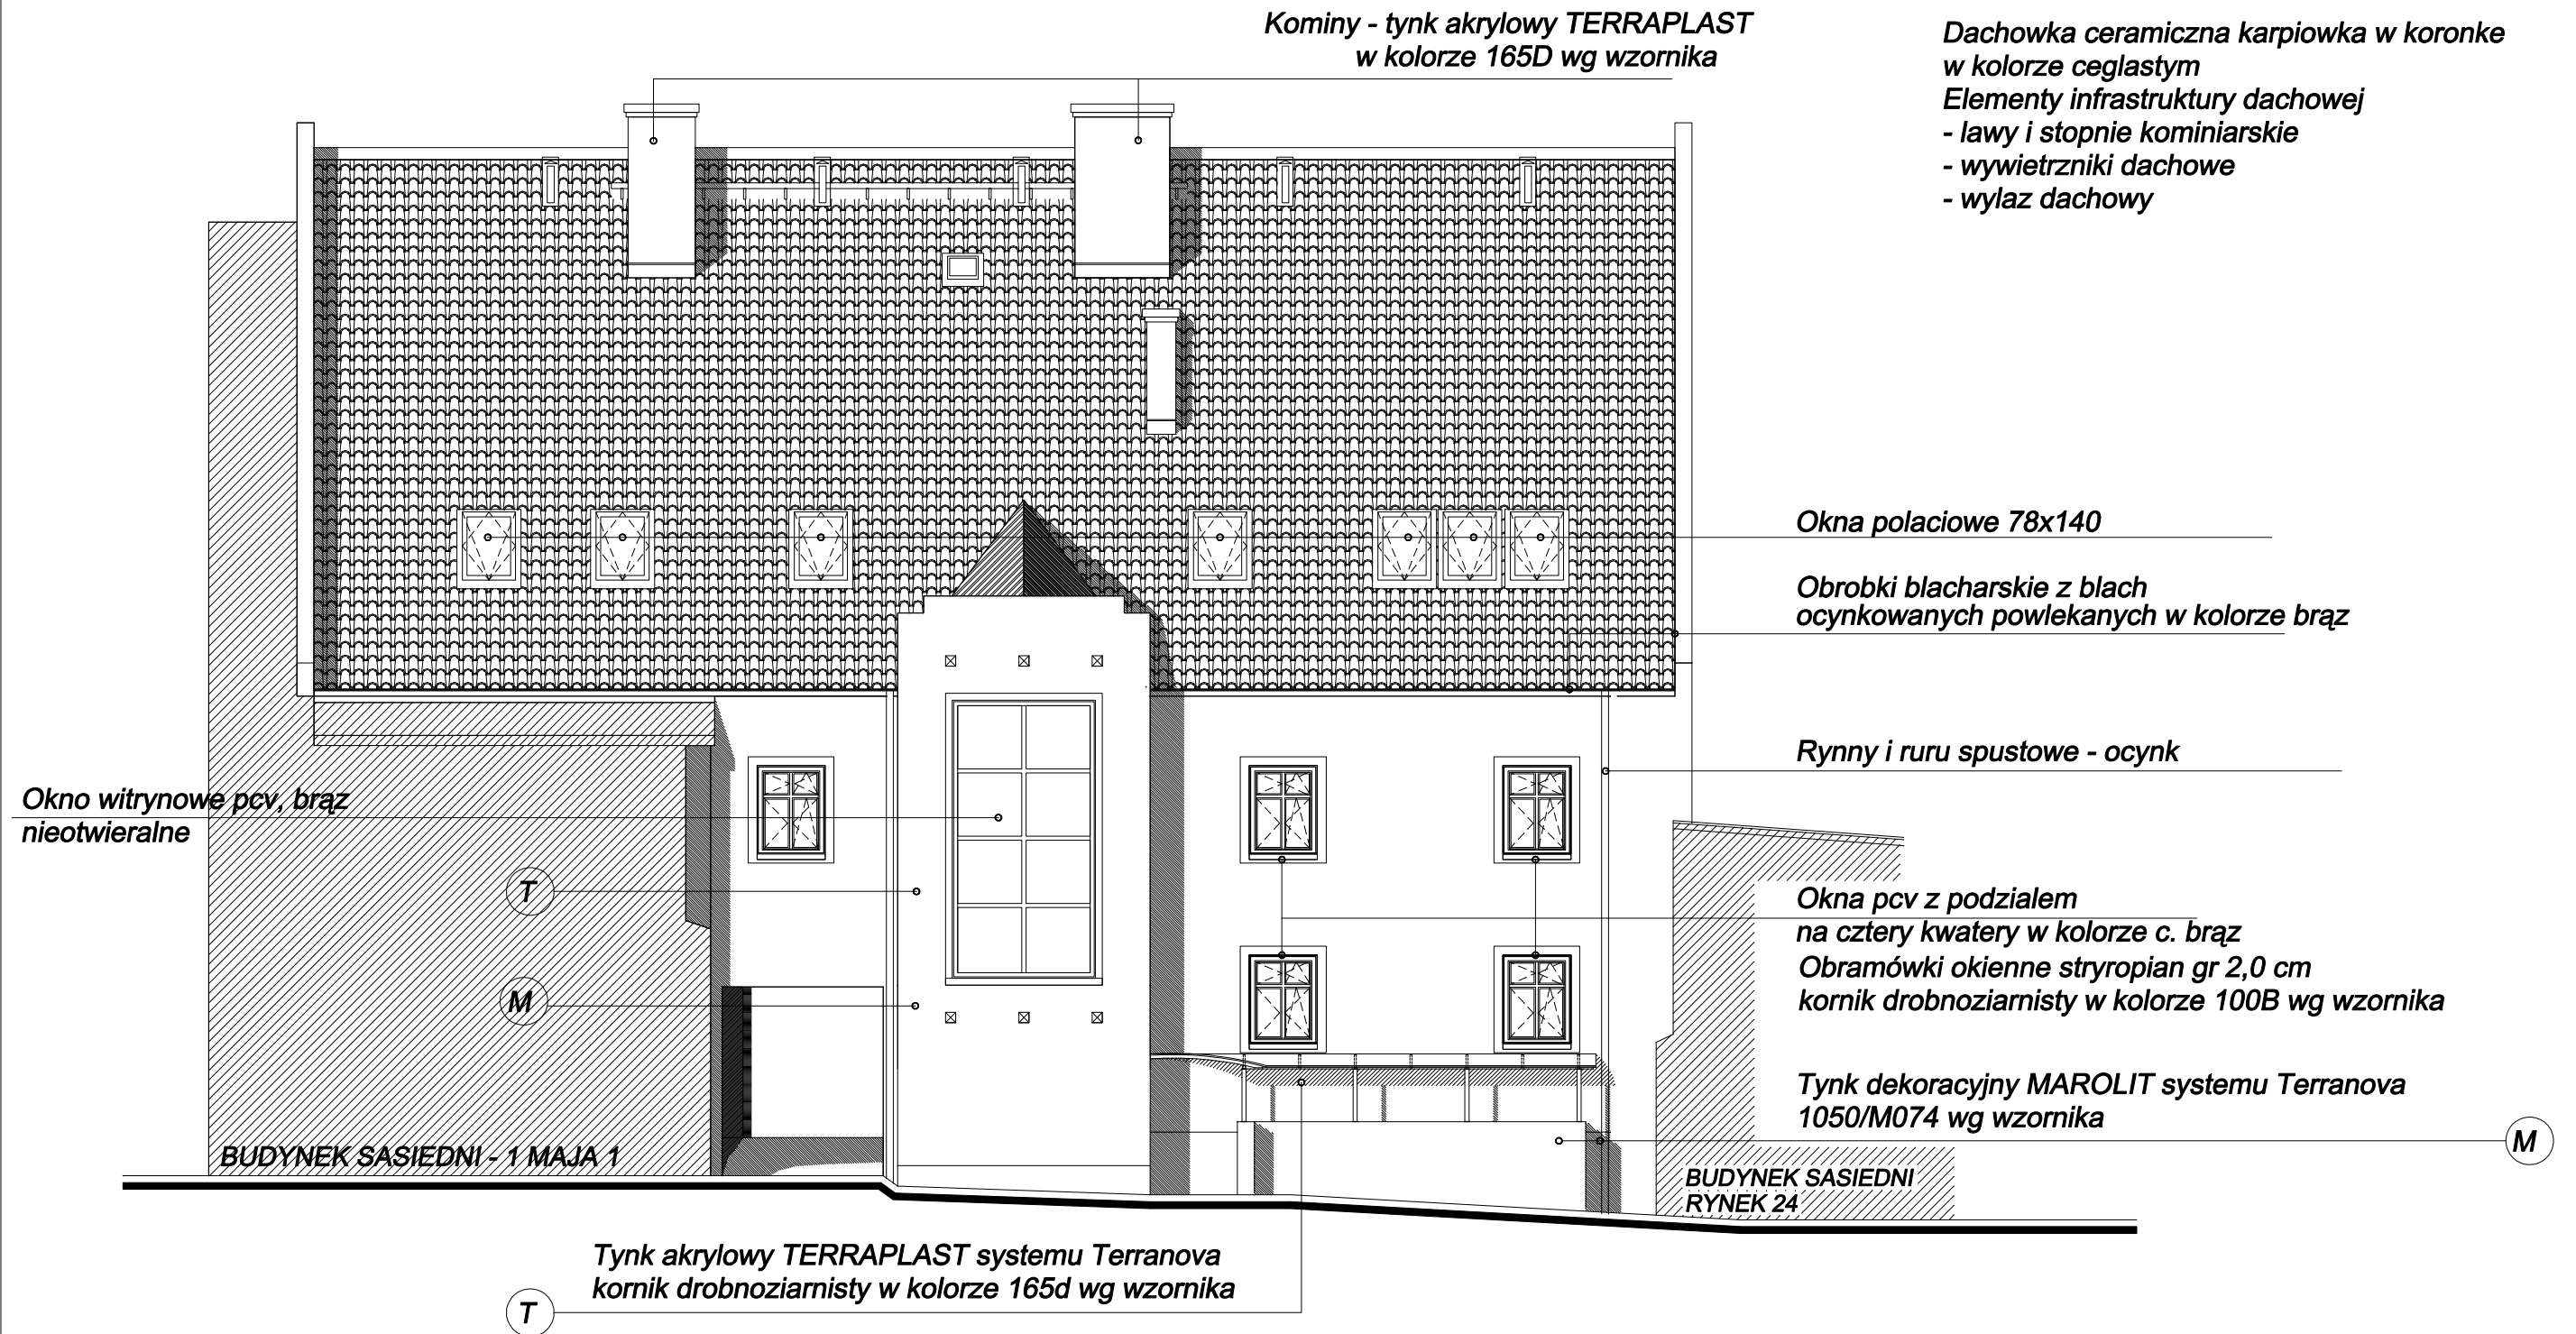 Kominy - tynk akrylowy TERRAPLAST
w kolorze 165D wg wzornika
Dachowka ceramiczna karpiowka w koronke
w kolorze ceglastym
Elementy infrastruktury dachowej
- lawy i stopnie kominiarskie
- wywietrzniki dachowe
- wylaz dachowy
Okna polaciowe 78x140
Obrobki blacharskie z blach
ocynkowanych powlekanych w kolorze brąz
Rynny i ruru spustowe - ocynk
Okno witrynowe pcv, brąz
nieotwieralne
T
M
Okna pcv z podzialem
na cztery kwatery w kolorze c. brąz
Obramówki okienne stryropian gr 2,0 cm
kornik drobnoziarnisty w kolorze 100B wg wzornika
Tynk dekoracyjny MAROLIT systemu Terranova
1050/M074 wg wzornika
M
BUDYNEK SASIEDNI - 1 MAJA 1
BUDYNEK SASIEDNI
RYNEK 24
Tynk akrylowy TERRAPLAST systemu Terranova
kornik drobnoziarnisty w kolorze 165d wg wzornika
T